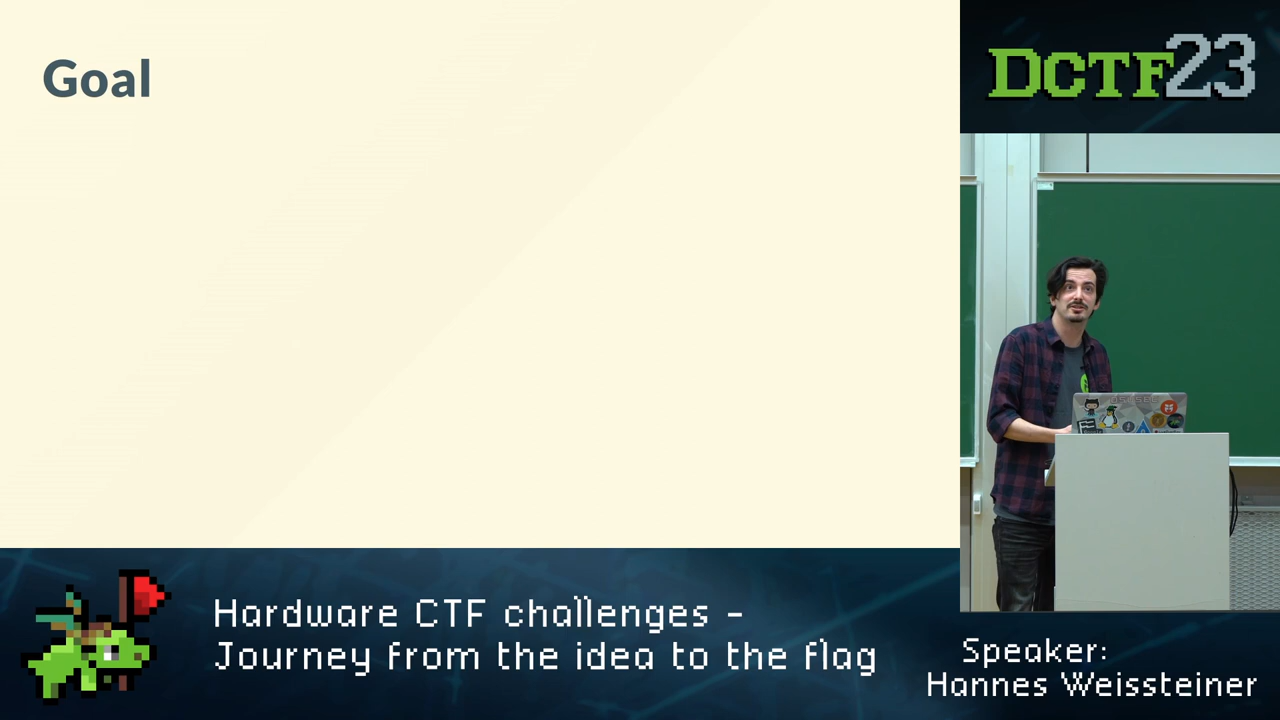 Goal
DCTF23
Hardware CTF challenges -
Journey from the idea to the flag
Speaker:
Hannes Weissteiner